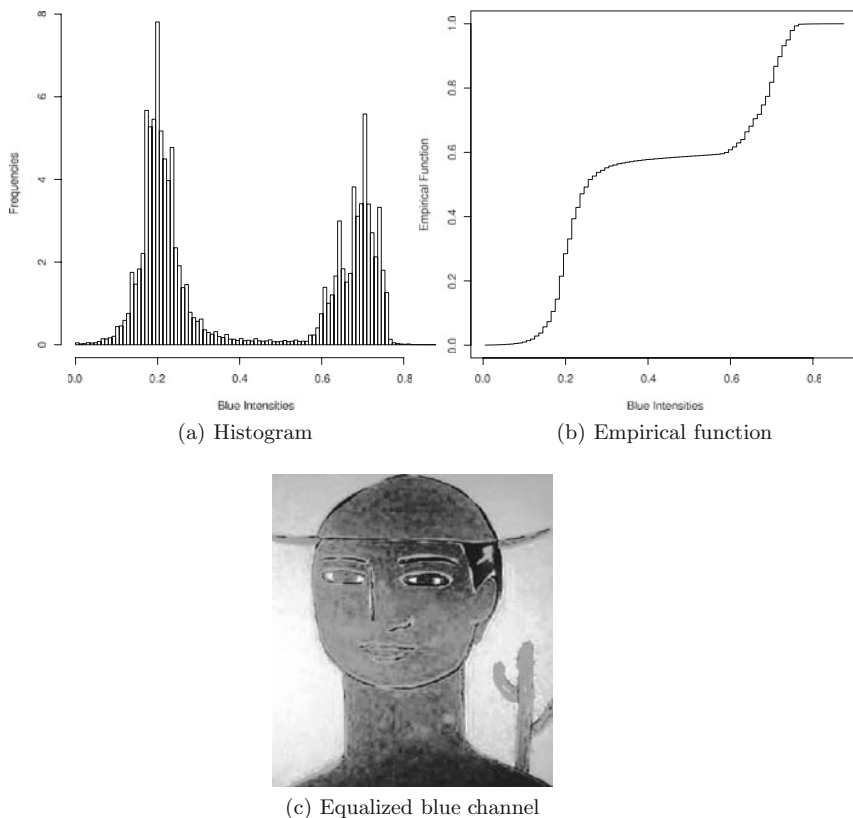 8
6
4
2
0
Frequencies
0.0 0.2 0.4 0.6 0.8
Blue Intensities
(a) Histogram
1.0
0.8
0.6
0.4
0.2
0.0
Empirical Function
0.0 0.2 0.4 0.6 0.8
Blue Intensities
(b) Empirical function
(c) Equalized blue channel